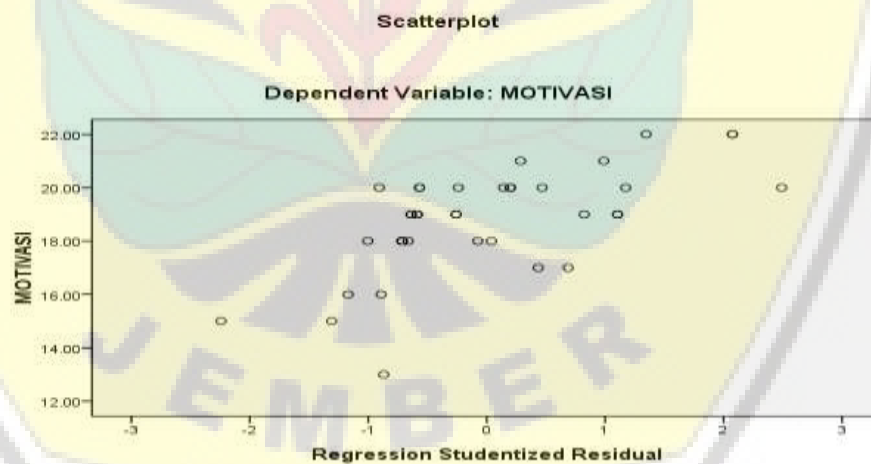 Scatterplot
Dependent Variable: MOTIVASI
22.00
20.00
18.00
16.00
14.00
12.00
MOTIVASI
-3 -2 -1 0 1 2 3
Regression Studentized Residual
JEMBER